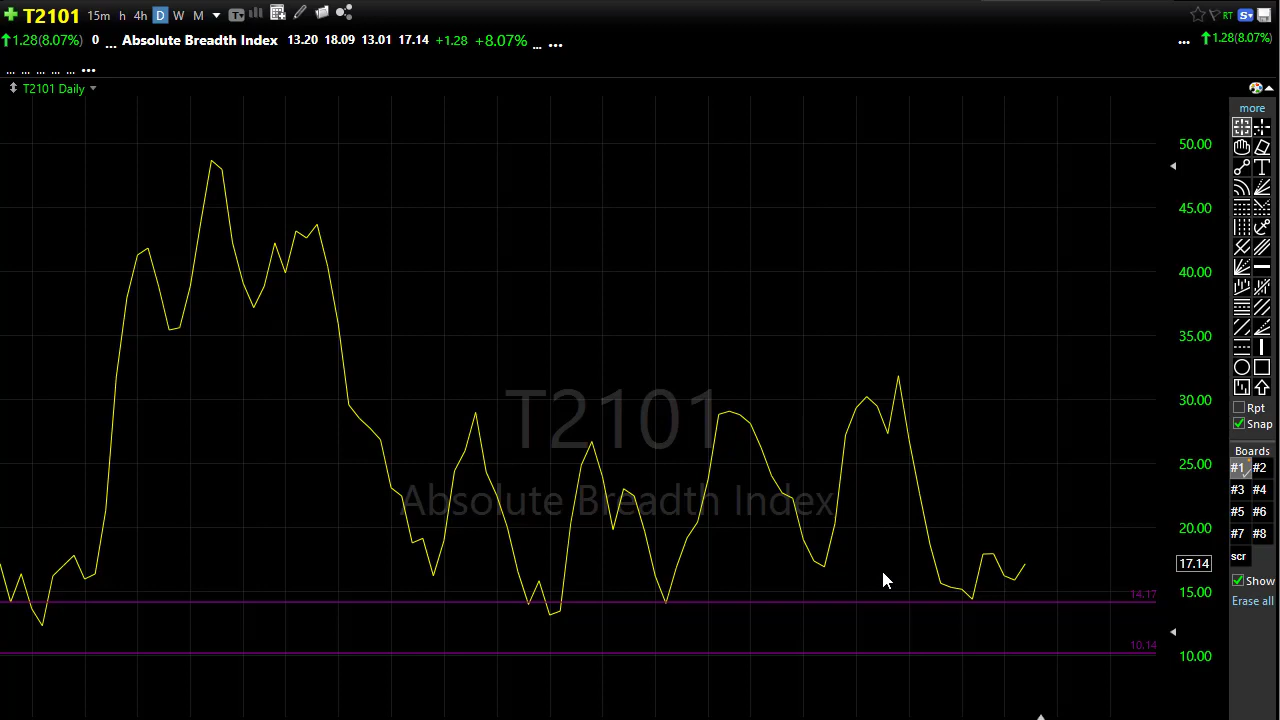 T2101 15m h 4h D W M T RT S
1.28(8.07%) 0 ... Absolute Breadth Index 13.20 18.09 13.01 17.14 +1.28 +8.07% ... ... ... 1.28(8.07%)
... ... ... ... ... ...
T2101 Daily
more
50.00
45.00
40.00
35.00
30.00
25.00
20.00
17.14
15.00
10.00
14.17
10.14
T2101
Absolute Breadth Index
T
Rpt
Snap
Boards
#1 #2
#3 #4
#5 #6
#7 #8
scr
Show
Erase all